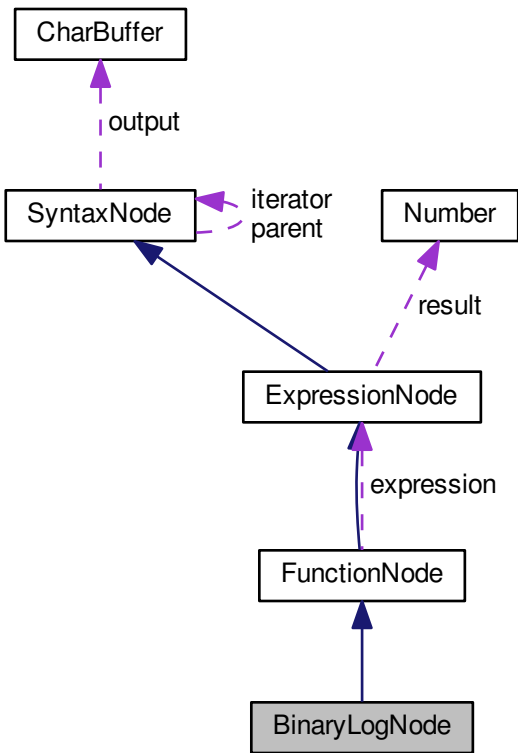 CharBuffer
output
SyntaxNode
iterator
parent
Number
result
ExpressionNode
expression
FunctionNode
BinaryLogNode